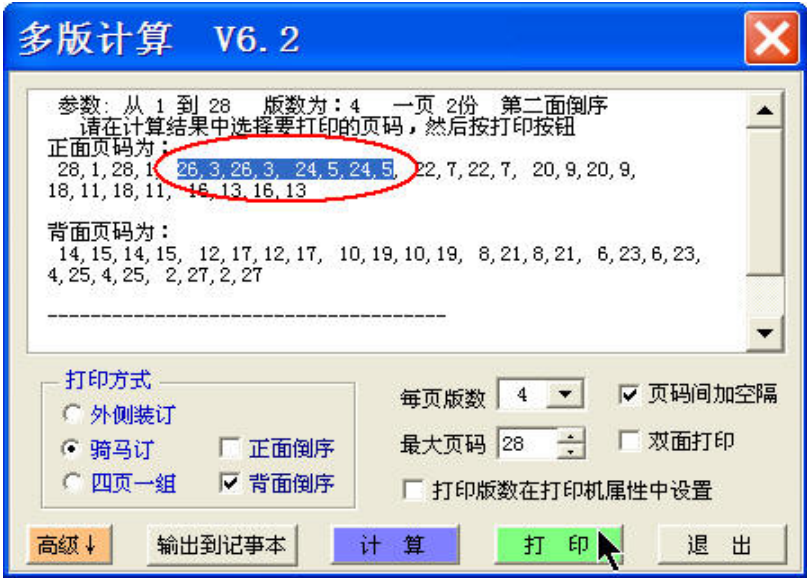 多版计算 V6.2
参数: 从 1 到 28 版数为:4 一页 2份 第二面倒序
请在计算结果中选择要打印的页码,然后按打印按钮
正面页码为:
28,1,28,1, 26,3,26,3, 24,5,24,5, 22,7,22,7, 20,9,20,9,
18,11,18,11, 16,13,16,13
背面页码为:
14,15,14,15, 12,17,12,17, 10,19,10,19, 8,21,8,21, 6,23,6,23,
4,25,4,25, 2,27,2,27
-------------------------------------
打印方式
外侧装订
骑马订 正面倒序
四页一组 背面倒序
每页版数 4 页码间加空隔
最大页码 28 双面打印
打印版数在打印机属性中设置
高级↓ 输出到记事本 计 算 打 印 退 出